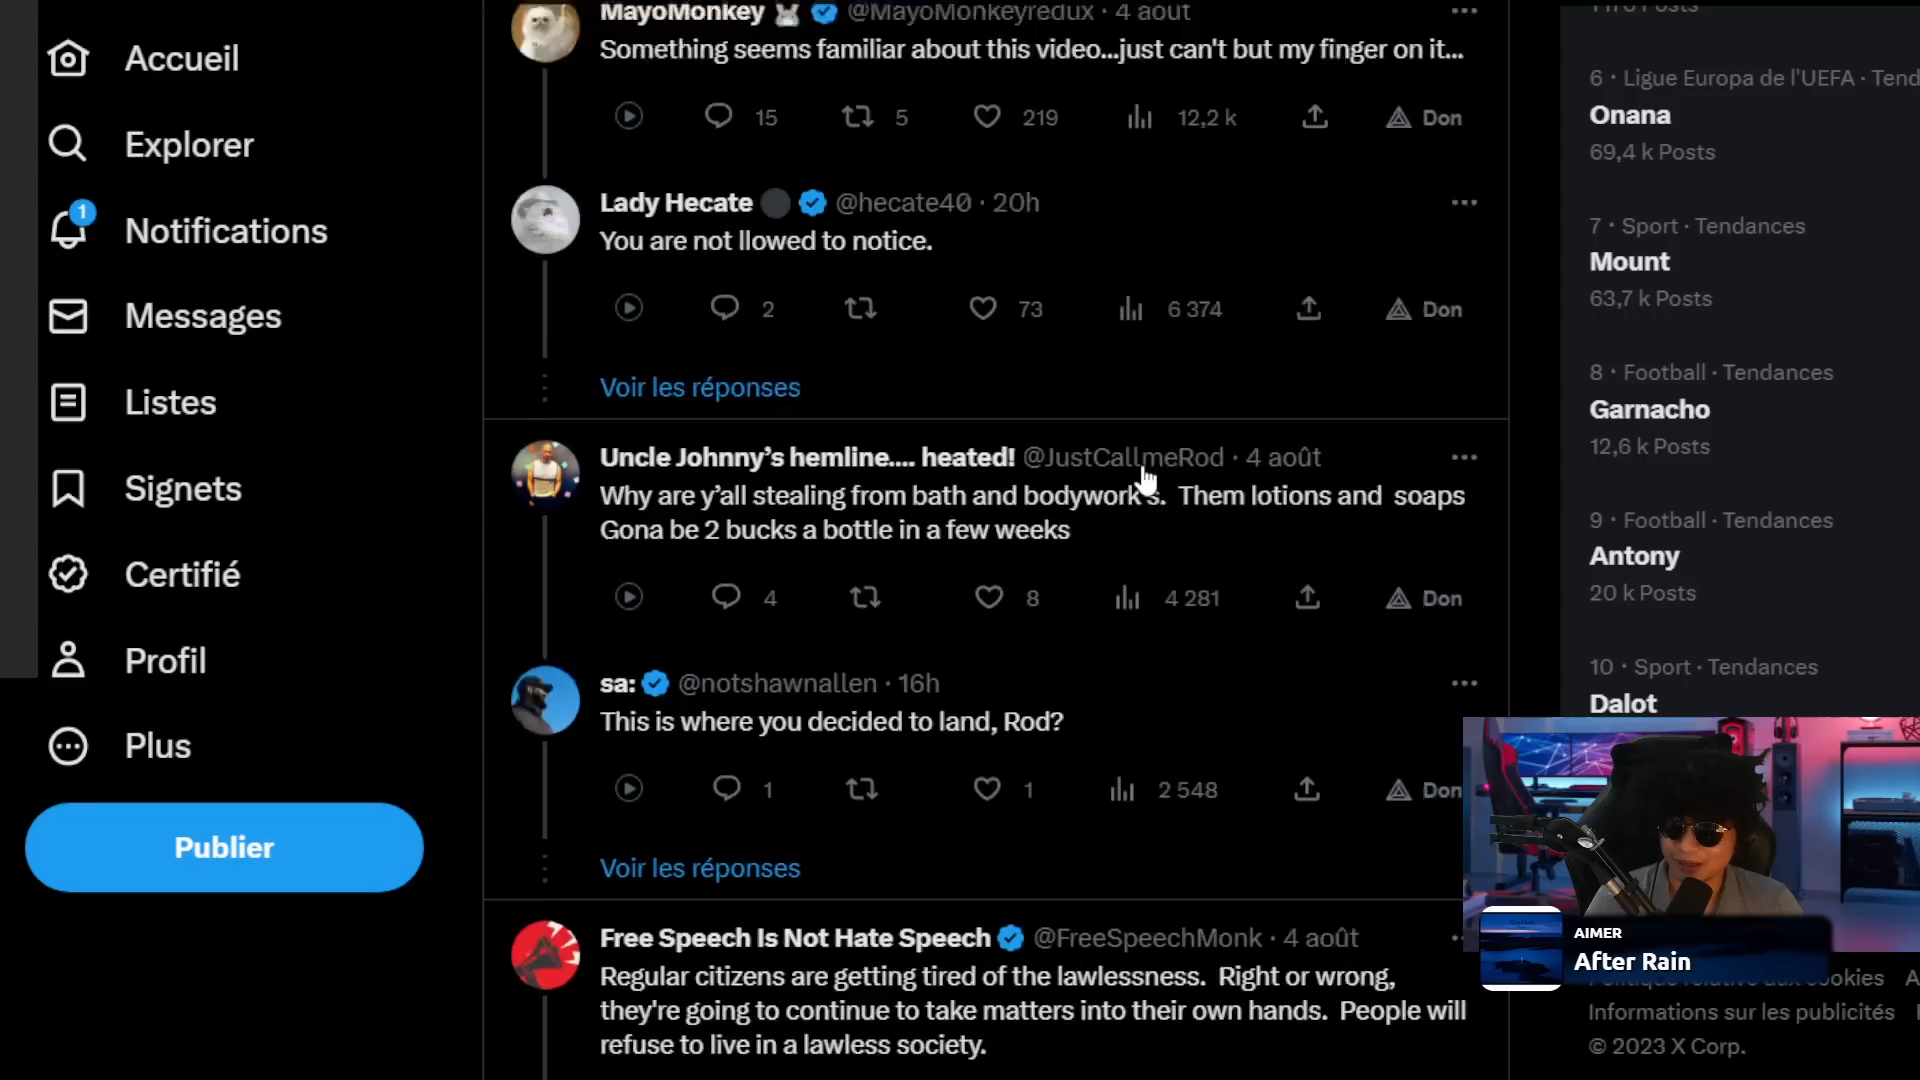 Accueil
Explorer
1
Notifications
Messages
Listes
Signets
Certifié
Profil
Plus
Publier
MayoMonkey @MayoMonkeyredux · 4 août
Something seems familiar about this video...just can't but my finger on it...
15 5 219 12,2 k Don
Lady Hecate @hecate40 · 20h
You are not llowed to notice.
2 73 6 374 Don
Voir les réponses
Uncle Johnny’s hemline.... heated! @JustCallmeRod · 4 août
Why are y’all stealing from bath and bodywork's. Them lotions and soaps
Gona be 2 bucks a bottle in a few weeks
4 8 4 281 Don
sa: @notshawnallen · 16h
This is where you decided to land, Rod?
1 1 2 548 Don
Voir les réponses
Free Speech Is Not Hate Speech @FreeSpeechMonk · 4 août
Regular citizens are getting tired of the lawlessness. Right or wrong,
they're going to continue to take matters into their own hands. People will
refuse to live in a lawless society.
Posts
6 · Ligue Europa de l'UEFA · Tend
Onana
69,4 k Posts
7 · Sport · Tendances
Mount
63,7 k Posts
8 · Football · Tendances
Garnacho
12,6 k Posts
9 · Football · Tendances
Antony
20 k Posts
10 · Sport · Tendances
Dalot
AIMER
After Rain
Informations sur les publicités
© 2023 X Corp.